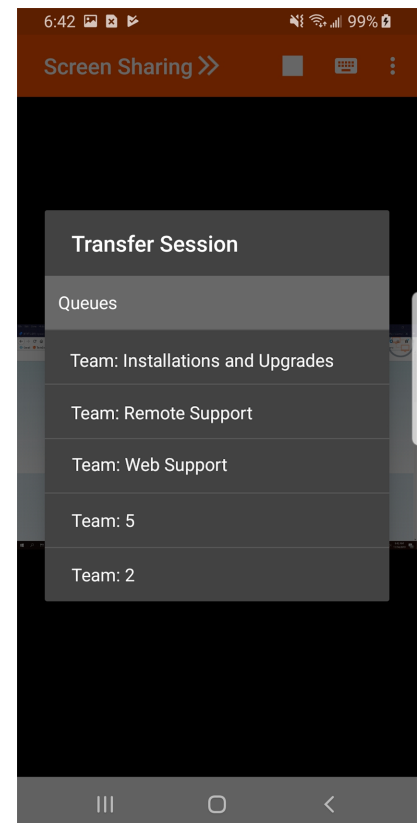 6:42
99%
Screen Sharing
Transfer Session
Queues
Team: Installations and Upgrades
Team: Remote Support
Team: Web Support
Team: 5
Team: 2